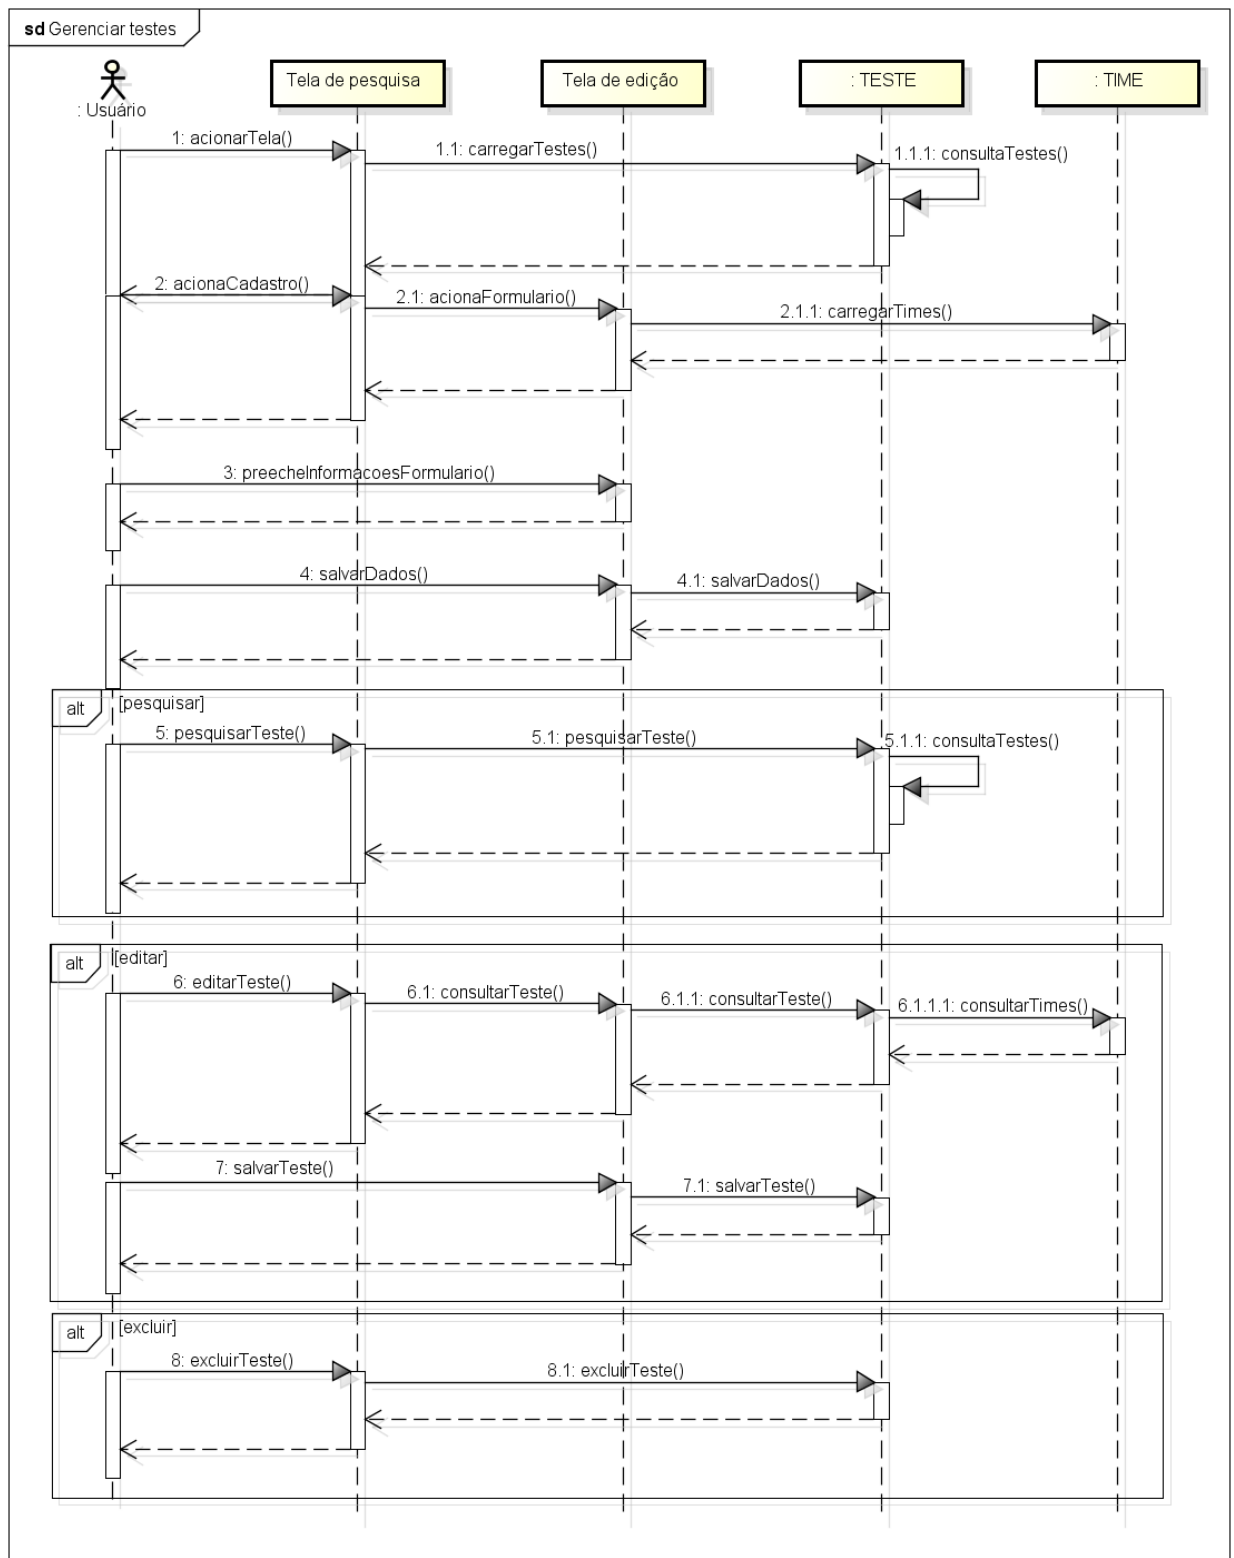 sd Gerenciar testes
: Usuário
Tela de pesquisa
Tela de edição
: TESTE
: TIME
1: acionarTela()
1.1: carregarTestes()
1.1.1: consultaTestes()
2: acionaCadastro()
2.1: acionaFormulario()
2.1.1: carregarTimes()
3: preecheInformacoesFormulario()
4: salvarDados()
4.1: salvarDados()
alt
[pesquisar]
5: pesquisarTeste()
5.1: pesquisarTeste()
5.1.1: consultaTestes()
alt
[editar]
6: editarTeste()
6.1: consultarTeste()
6.1.1: consultarTeste()
6.1.1.1: consultarTimes()
7: salvarTeste()
7.1: salvarTeste()
alt
[excluir]
8: excluirTeste()
8.1: excluirTeste()